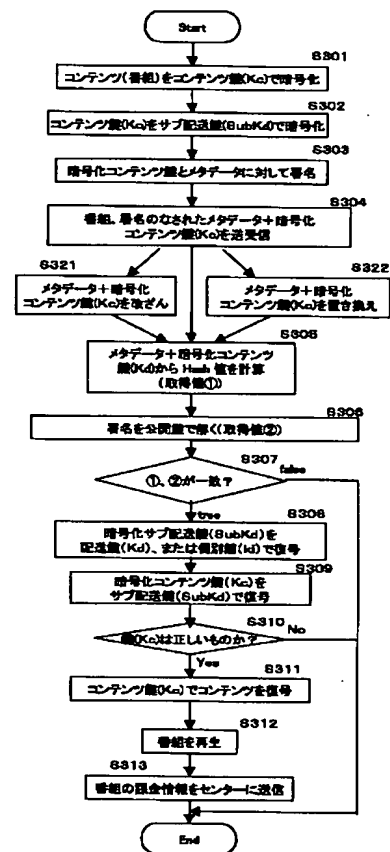 Start
S301
コンテンツ(番組)をコンテンツ鍵(Kc)で暗号化
S302
コンテンツ鍵(Kc)をサブ配送鍵(SubKd)で暗号化
S303
暗号化コンテンツ鍵とメタデータに対して署名
S304
番組、署名のなされたメタデータ+暗号化
コンテンツ鍵(Kc)を送受信
S321
メタデータ+暗号化
コンテンツ鍵(Kc)を改ざん
S322
メタデータ+暗号化
コンテンツ鍵(Kc)を置き換え
S305
メタデータ+暗号化コンテンツ
鍵(Kd)から Hash 値を計算
(取得値①)
S306
署名を公開鍵で解く(取得値②)
S307
①、②が一致?
false
true
S308
暗号化サブ配送鍵(SubKd)を
配送鍵(Kd)、または個別鍵(Id)で復号
S309
暗号化コンテンツ鍵(Kc)を
サブ配送鍵(SubKd)で復号
S310
鍵(Kc)は正しいものか?
No
Yes
S311
コンテンツ鍵(Kc)でコンテンツを復号
S312
番組を再生
S313
番組の課金情報をセンターに送信
End